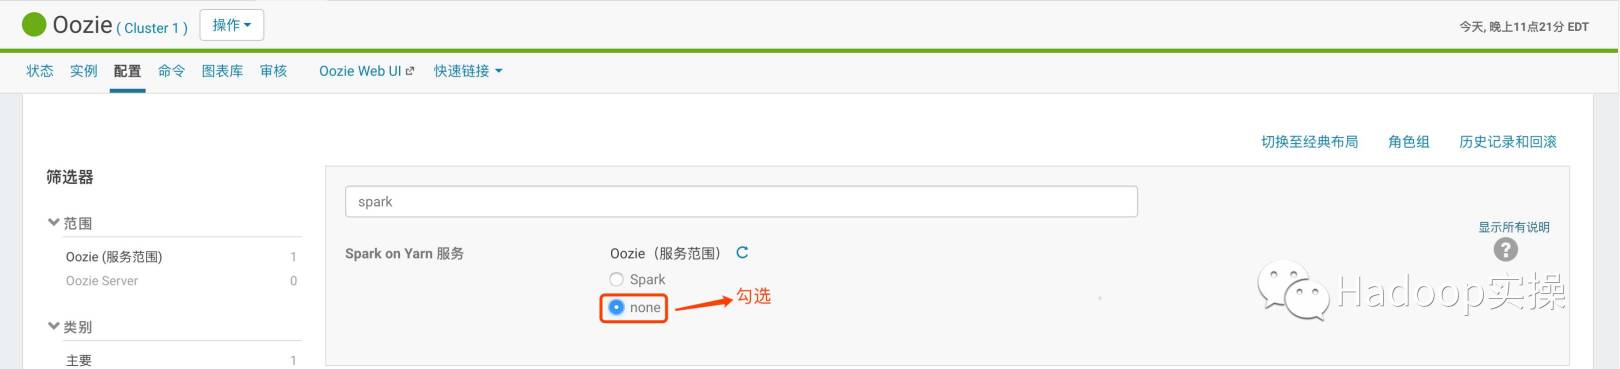 Oozie ( Cluster 1 ) 操作
今天, 晚上11点21分 EDT
状态 实例 配置 命令 图表库 审核 Oozie Web UI 快速链接
切换至经典布局 角色组 历史记录和回滚
筛选器
spark
范围
显示所有说明
Oozie (服务范围) 1
Oozie Server 0
Spark on Yarn 服务
Oozie（服务范围）
Spark
none
勾选
?
Hadoop实操
类别
主要 1